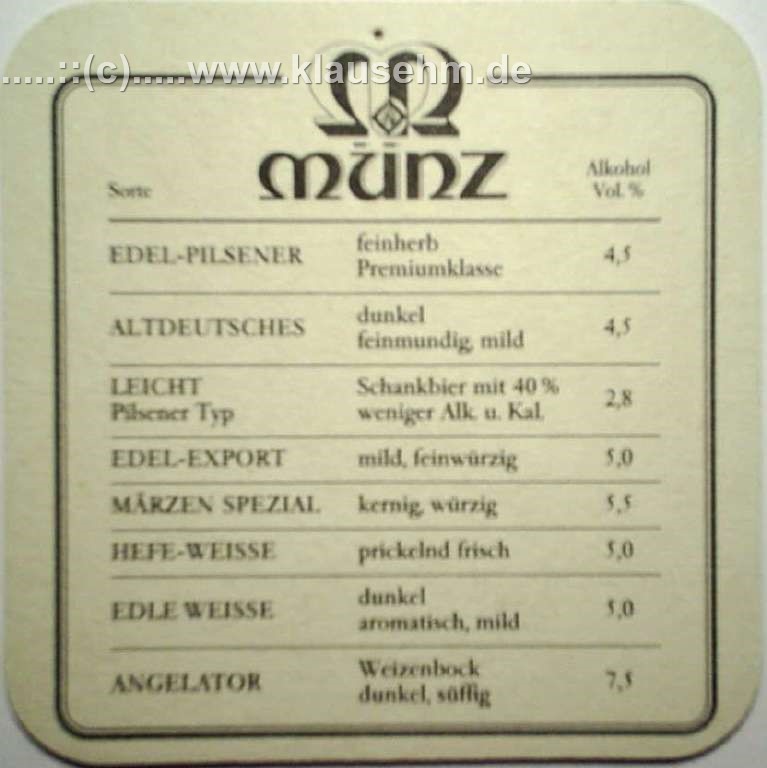 .....::(c).....www.klausehm.de
münz
Sorte
Alkohol
Vol. %
EDEL-PILSENER feinherb Premiumklasse 4,5
ALTDEUTSCHES dunkel feinmundig, mild 4,5
LEICHT Pilsener Typ Schankbier mit 40 % weniger Alk. u. Kal. 2,8
EDEL-EXPORT mild, feinwürzig 5,0
MÄRZEN SPEZIAL kernig, würzig 5,5
HEFE-WEISSE prickelnd frisch 5,0
EDLE WEISSE dunkel aromatisch, mild 5,0
ANGELATOR Weizenbock dunkel, süffig 7,5